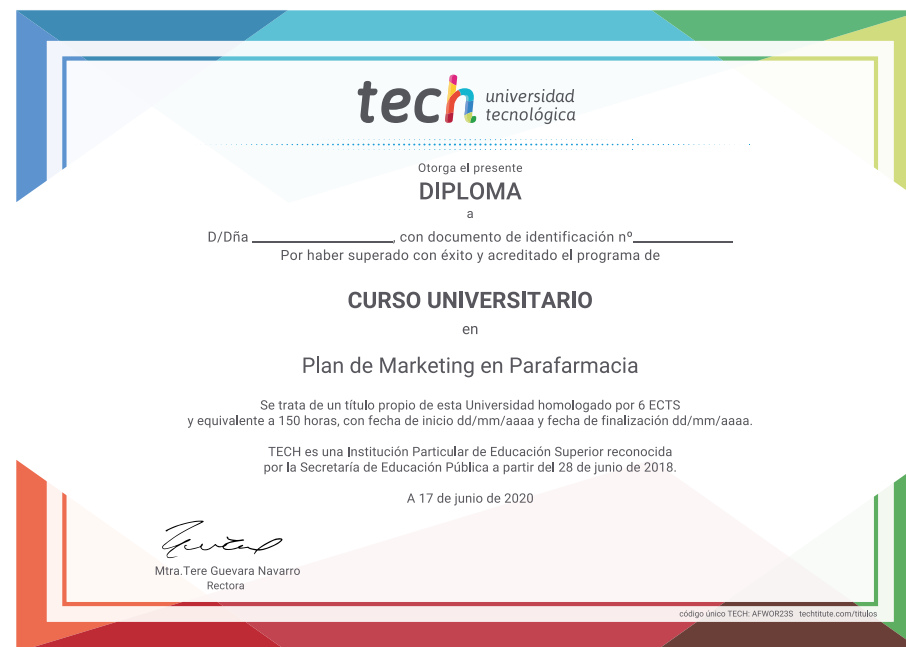 tech universidad
tecnológica
Otorga el presente
DIPLOMA
a
D/Dña ____________________, con documento de identificación nº______________
Por haber superado con éxito y acreditado el programa de
CURSO UNIVERSITARIO
en
Plan de Marketing en Parafarmacia
Se trata de un título propio de esta Universidad homologado por 6 ECTS
y equivalente a 150 horas, con fecha de inicio dd/mm/aaaa y fecha de finalización dd/mm/aaaa.
TECH es una Institución Particular de Educación Superior reconocida
por la Secretaría de Educación Pública a partir del 28 de junio de 2018.
A 17 de junio de 2020
Mtra.Tere Guevara Navarro
Rectora
código único TECH: AFWOR23S techtitute.com/titulos